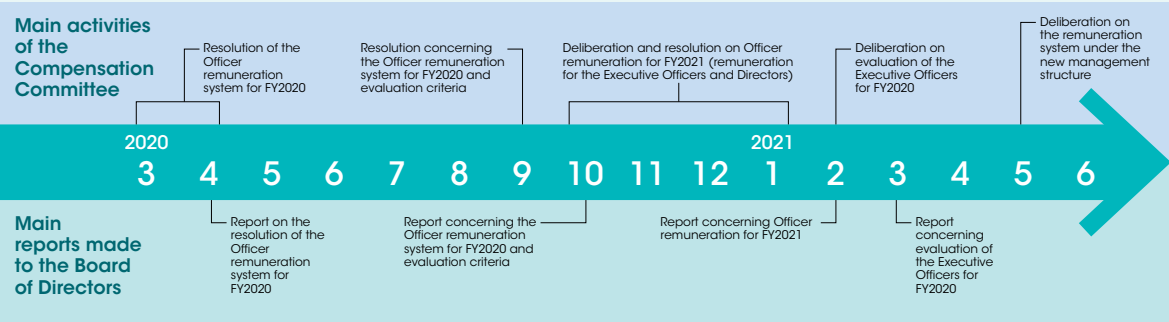 Main activities
of the
Compensation
Committee
Resolution of the
Officer
remuneration
system for FY2020
Resolution concerning
the Officer remuneration
system for FY2020 and
evaluation criteria
Deliberation and resolution on Officer
remuneration for FY2021 (remuneration
for the Executive Officers and Directors)
Deliberation on
evaluation of the
Executive Officers
for FY2020
Deliberation on
the remuneration
system under the
new management
structure
2020 2021
3 4 5 6 7 8 9 10 11 12 1 2 3 4 5 6
Main
reports made
to the Board
of Directors
Report on the
resolution of the
Officer
remuneration
system for
FY2020
Report concerning the
Officer remuneration
system for FY2020 and
evaluation criteria
Report concerning Officer
remuneration for FY2021
Report
concerning
evaluation of
the Executive
Officers for
FY2020